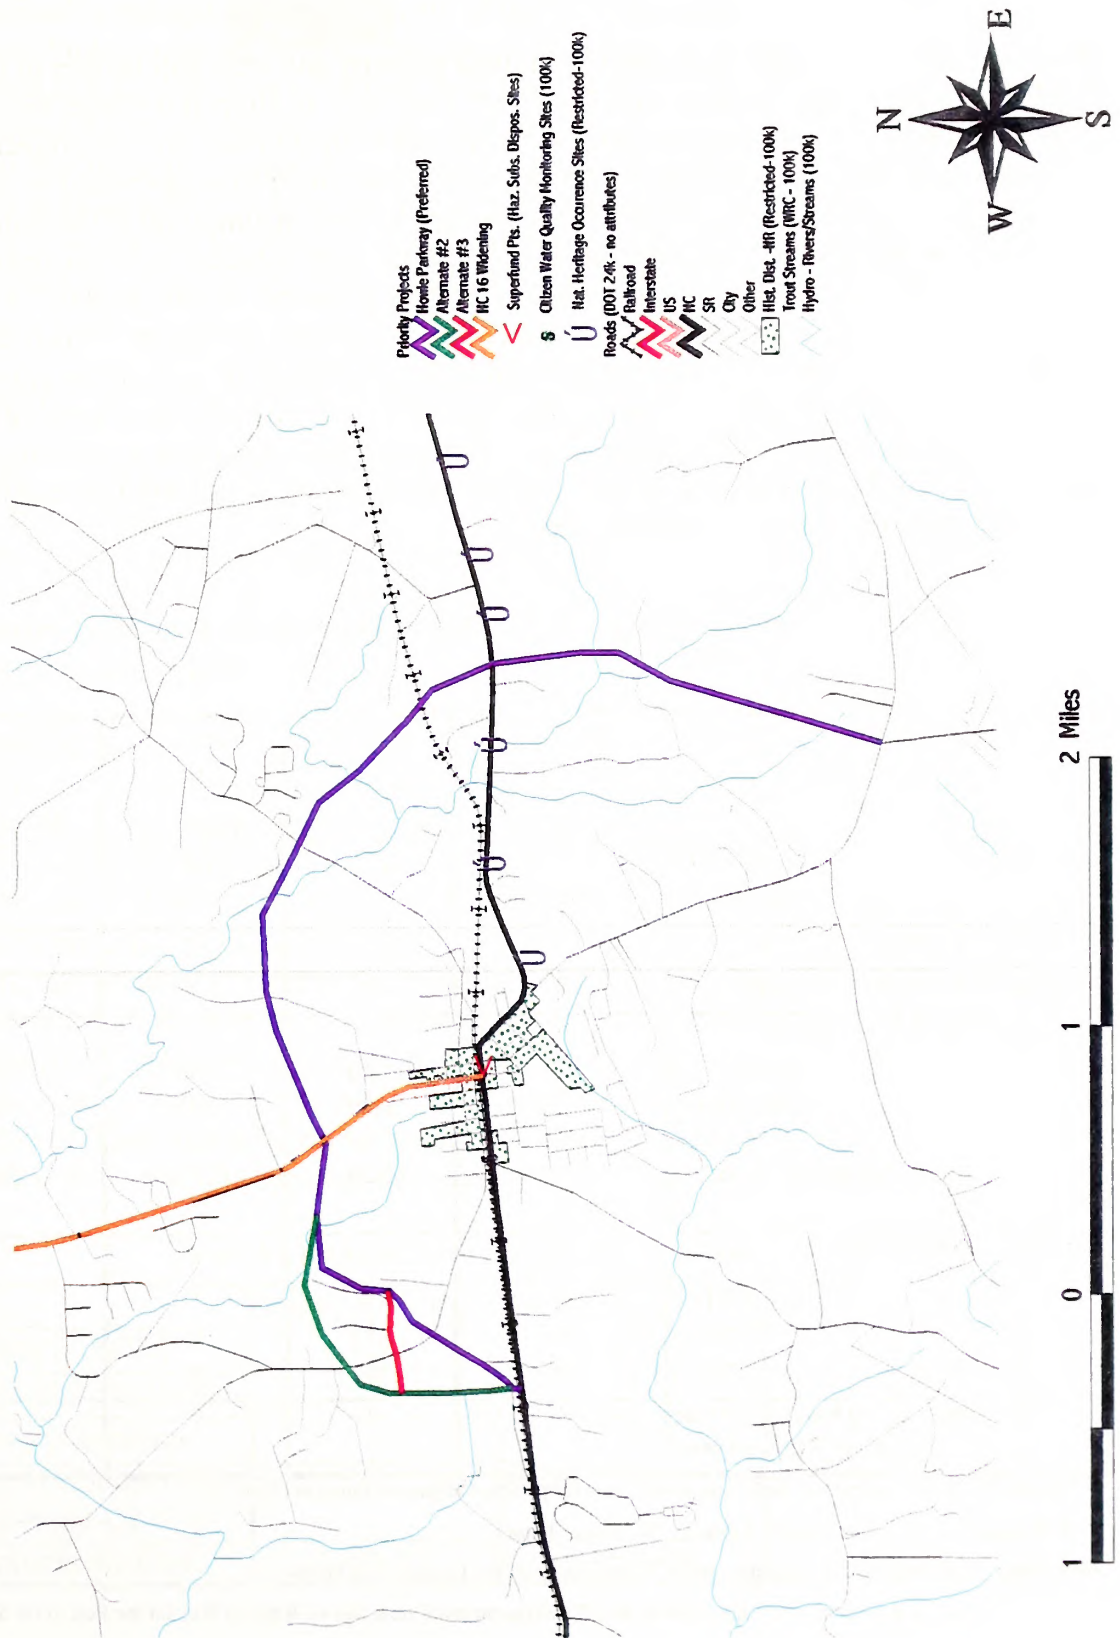 Priority Projects
Howie Parkway (Preferred)
Alternate #2
Alternate #3
NC 16 Widening
Superfund Pts. (Haz. Subs. Dispos. Sites)
Citizen Water Quality Monitoring Sites (100k)
Nat. Heritage Occurence Sites (Restricted-100k)
Roads (DOT 24k - no attributes)
Railroad
Interstate
US
NC
SR
City
Other
Hist. Dist. -NR (Restricted-100k)
Trout Streams (WRC - 100k)
Hydro - Rivers/Streams (100k)
N
W
E
S
1
0
1
2 Miles